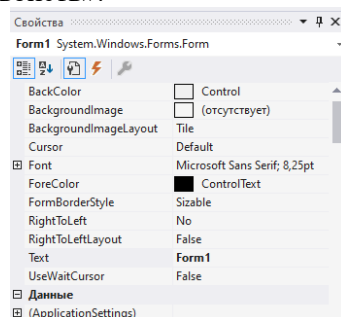 Свойства
Form1 System.Windows.Forms.Form
BackColor Control
BackgroundImage (отсутствует)
BackgroundImageLayout Tile
Cursor Default
Font Microsoft Sans Serif; 8,25pt
ForeColor ControlText
FormBorderStyle Sizable
RightToLeft No
RightToLeftLayout False
Text Form1
UseWaitCursor False
Данные
(ApplicationSettings)